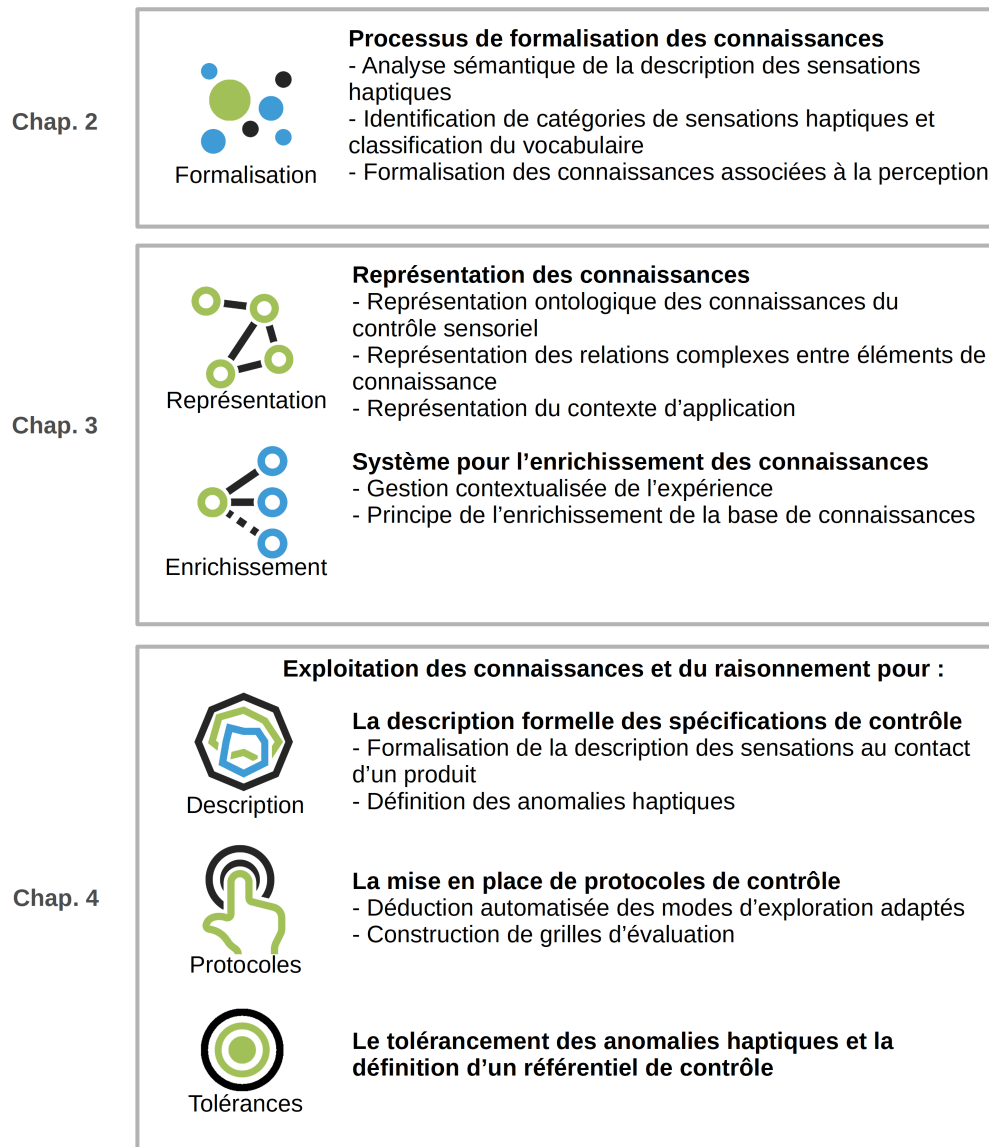 Chap. 2
Formalisation
Processus de formalisation des connaissances
- Analyse sémantique de la description des sensations
haptiques
- Identification de catégories de sensations haptiques et
classification du vocabulaire
- Formalisation des connaissances associées à la perception
Chap. 3
Représentation
Représentation des connaissances
- Représentation ontologique des connaissances du
contrôle sensoriel
- Représentation des relations complexes entre éléments de
connaissance
- Représentation du contexte d'application
Enrichissement
Système pour l'enrichissement des connaissances
- Gestion contextualisée de l'expérience
- Principe de l'enrichissement de la base de connaissances
Chap. 4
Exploitation des connaissances et du raisonnement pour :
Description
La description formelle des spécifications de contrôle
- Formalisation de la description des sensations au contact
d'un produit
- Définition des anomalies haptiques
Protocoles
La mise en place de protocoles de contrôle
- Déduction automatisée des modes d'exploration adaptés
- Construction de grilles d'évaluation
Tolérances
Le tolérancement des anomalies haptiques et la
définition d'un référentiel de contrôle